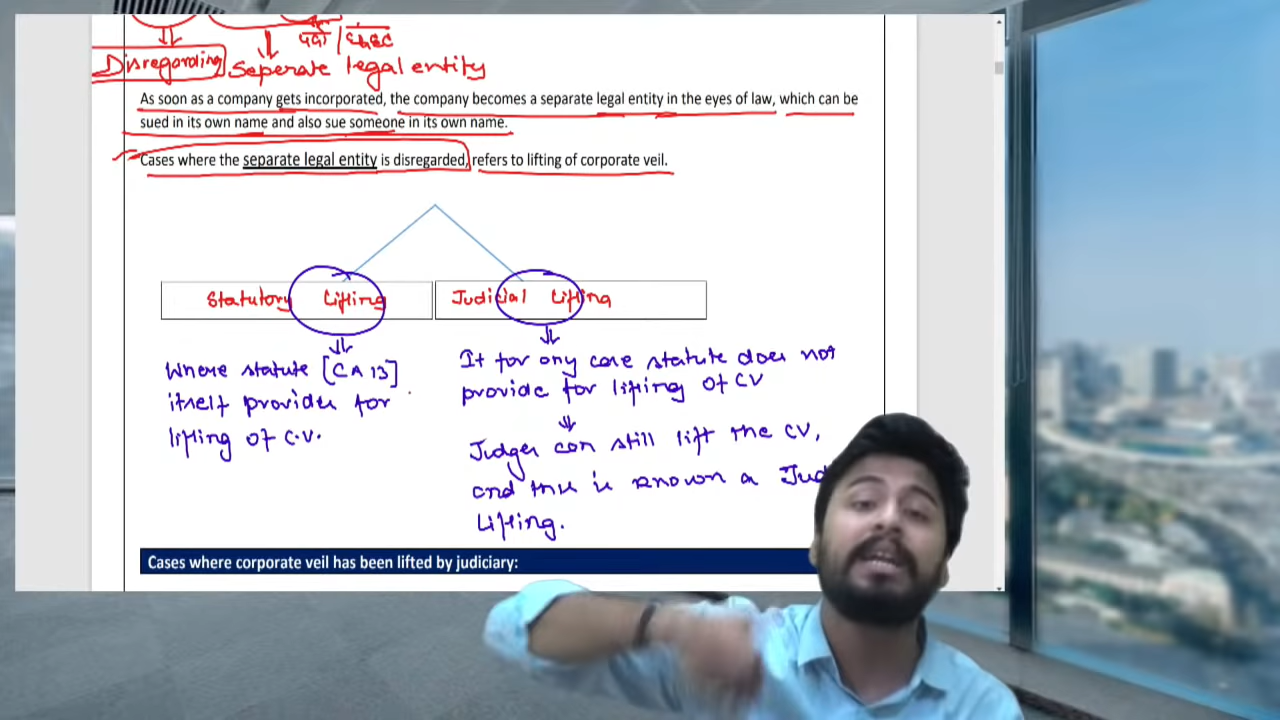 Disregarding Seperate legal entity
As soon as a company gets incorporated, the company becomes a separate legal entity in the eyes of law, which can be
sued in its own name and also sue someone in its own name.
Cases where the separate legal entity is disregarded, refers to lifting of corporate veil.
Statutory Lifting
Judicial Lifting
Where statute [CA 13]
itself provides for
lifting of C.V.
If for any case statute does not
provide for lifting of CV
Judges can still lift the CV,
and this is known as Jud
Lifting.
Cases where corporate veil has been lifted by judiciary: